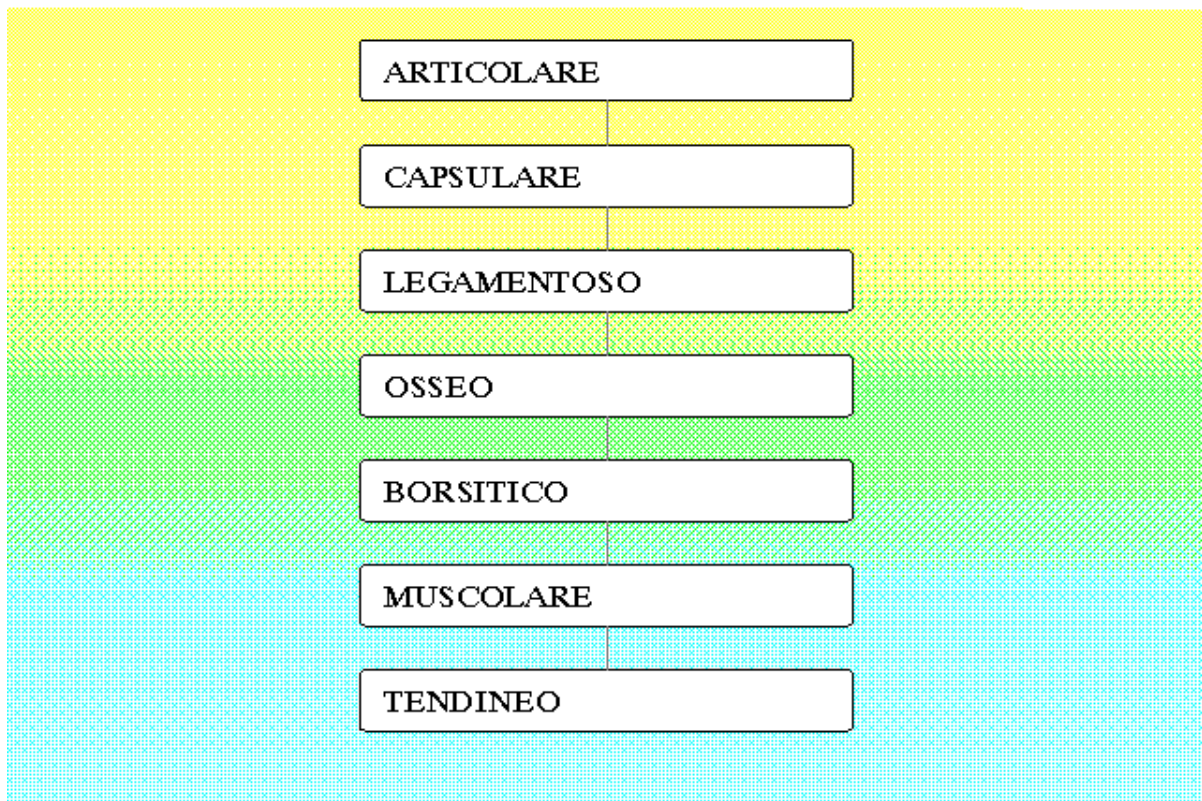 ARTICOLARE
CAPSULARE
LEGAMENTOSO
OSSEO
BORSITICO
MUSCOLARE
TENDINEO